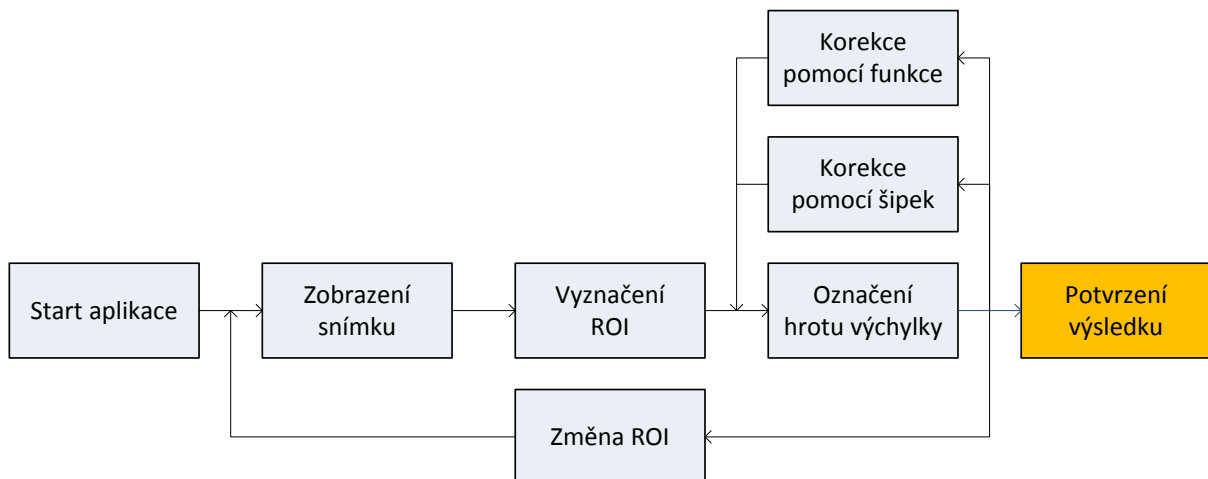 Korekce
pomocí funkce
Korekce
pomocí šipek
Start aplikace
Zobrazení
snímku
Vyznačení
ROI
Označení
hrotu výchylky
Potvrzení
výsledku
Změna ROI